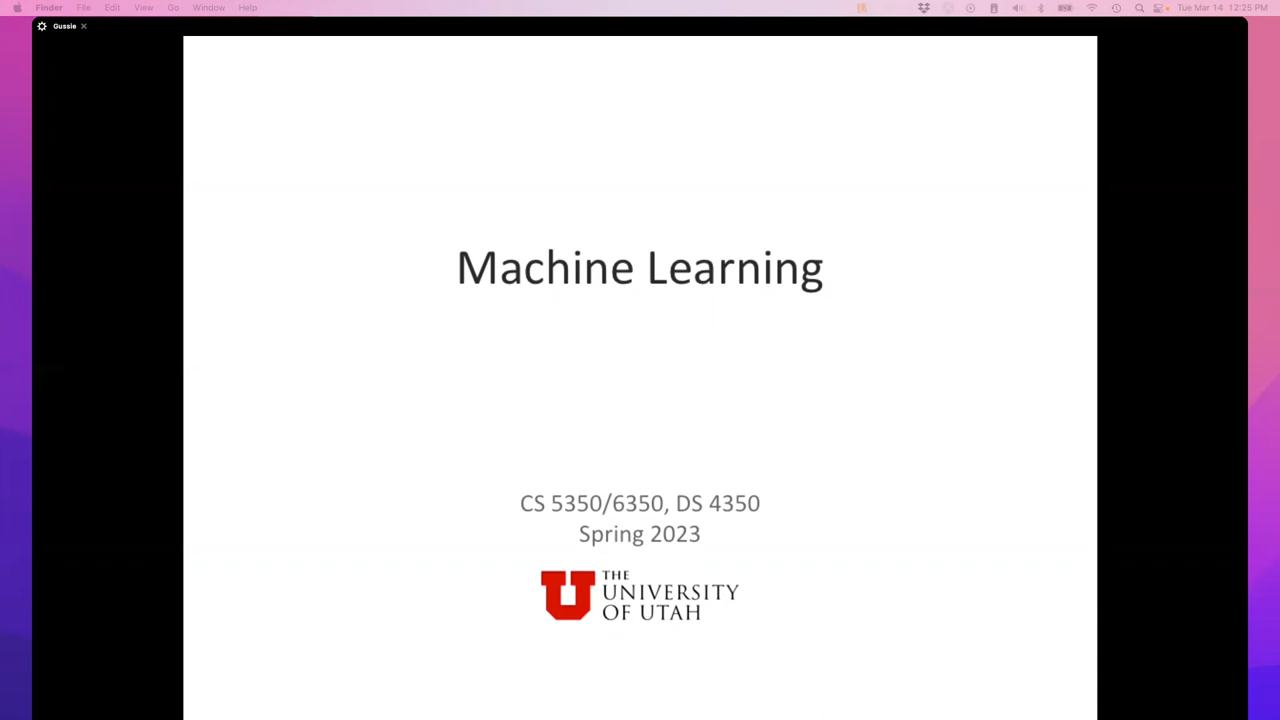 Finder File Edit View Go Window Help Tue Mar 14 12:25 PM
Gussie
Machine Learning
CS 5350/6350, DS 4350
Spring 2023
THE
UNIVERSITY
OF UTAH